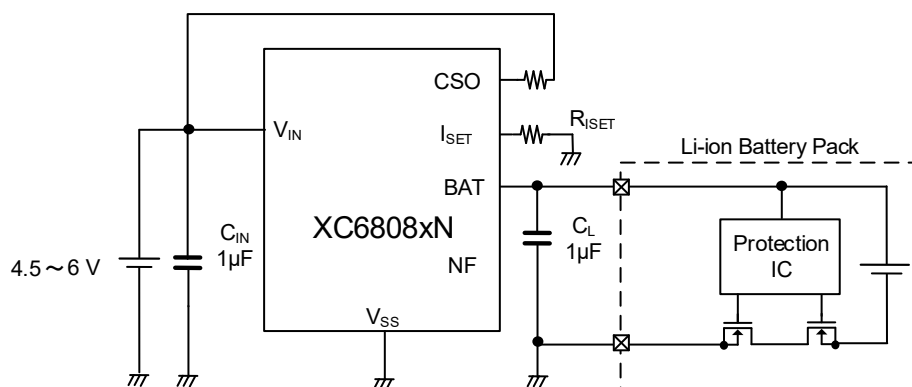 CSO
V_IN
I_SET
R_ISET
Li-ion Battery Pack
BAT
C_IN
1µF
XC6808xN
C_L
1µF
Protection
IC
NF
4.5～6 V
V_SS